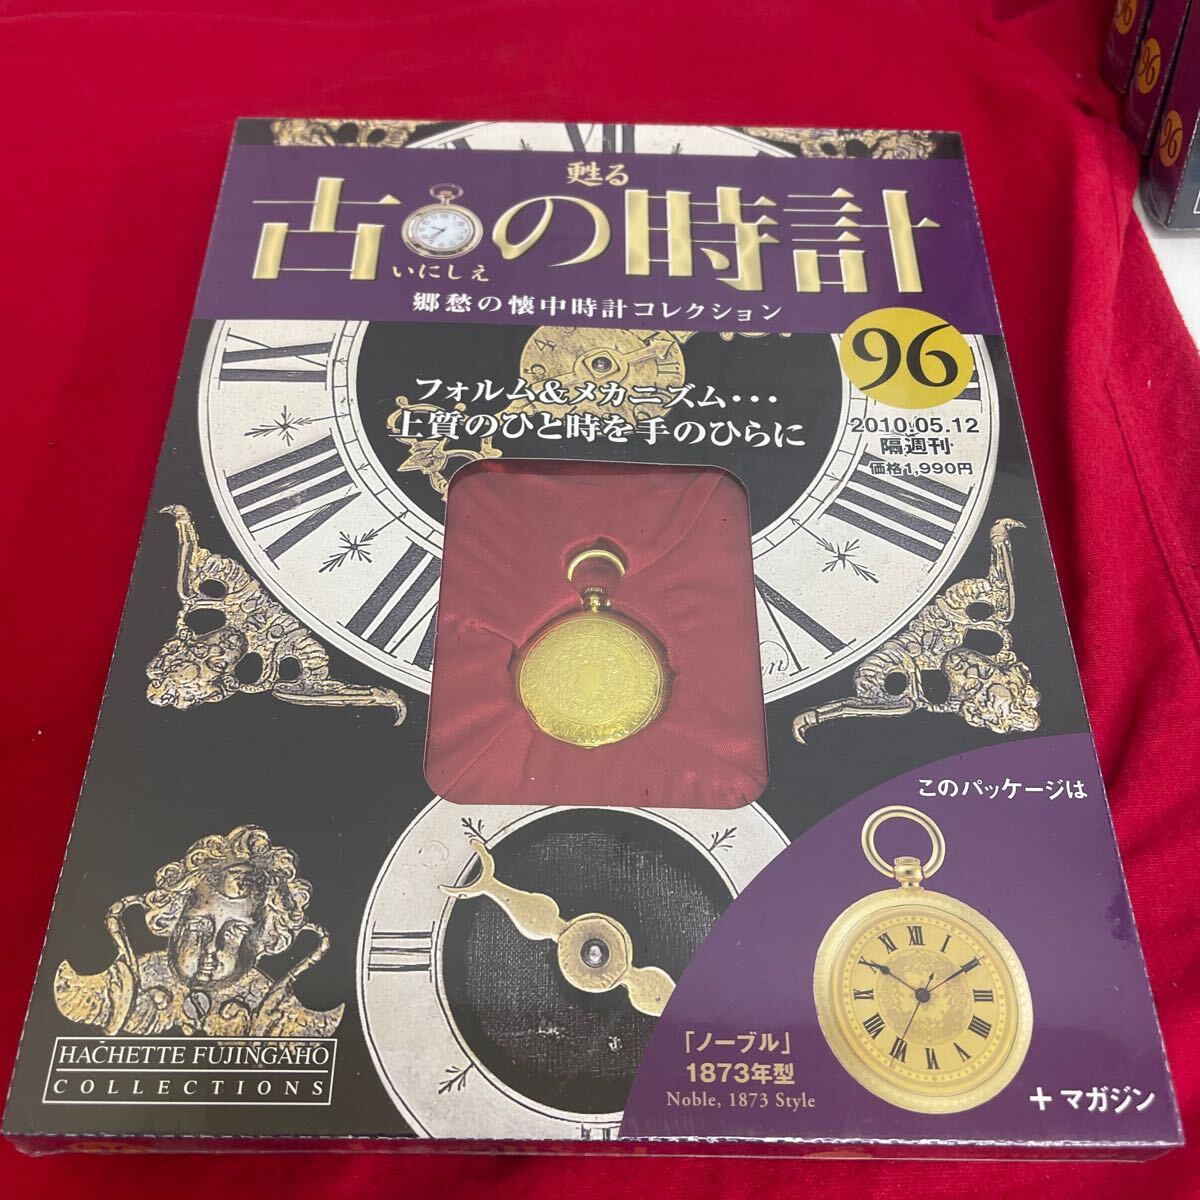 甦る
古の時計
いにしえ
郷愁の懐中時計コレクション
96
フォルム&メカニズム・・・
上質のひと時を手のひらに
2010.05.12
隔週刊
価格1,990円
このパッケージは
「ノーブル」
1873年型
Noble, 1873 Style
+ マガジン
HACHETTE FUJINGAHO
COLLECTIONS
96
96
96